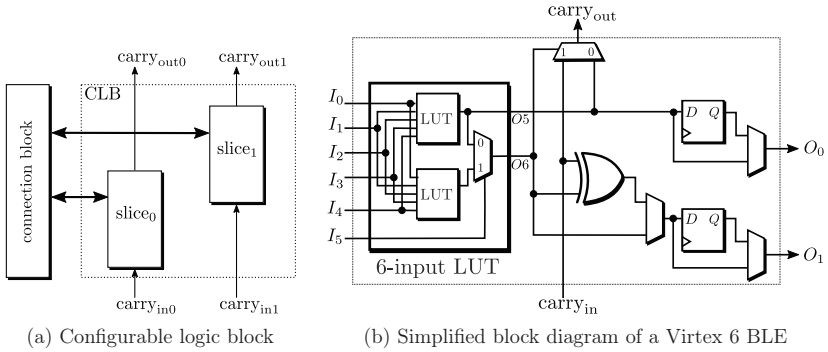 carry_out0 carry_out1
CLB
connection block
slice_1
slice_0
carry_in0 carry_in1
(a) Configurable logic block
carry_out
1 0
I_0
I_1
I_2
I_3
I_4
I_5
LUT
LUT
0
1
O5
O6
6-input LUT
D Q
O_0
D Q
O_1
carry_in
(b) Simplified block diagram of a Virtex 6 BLE